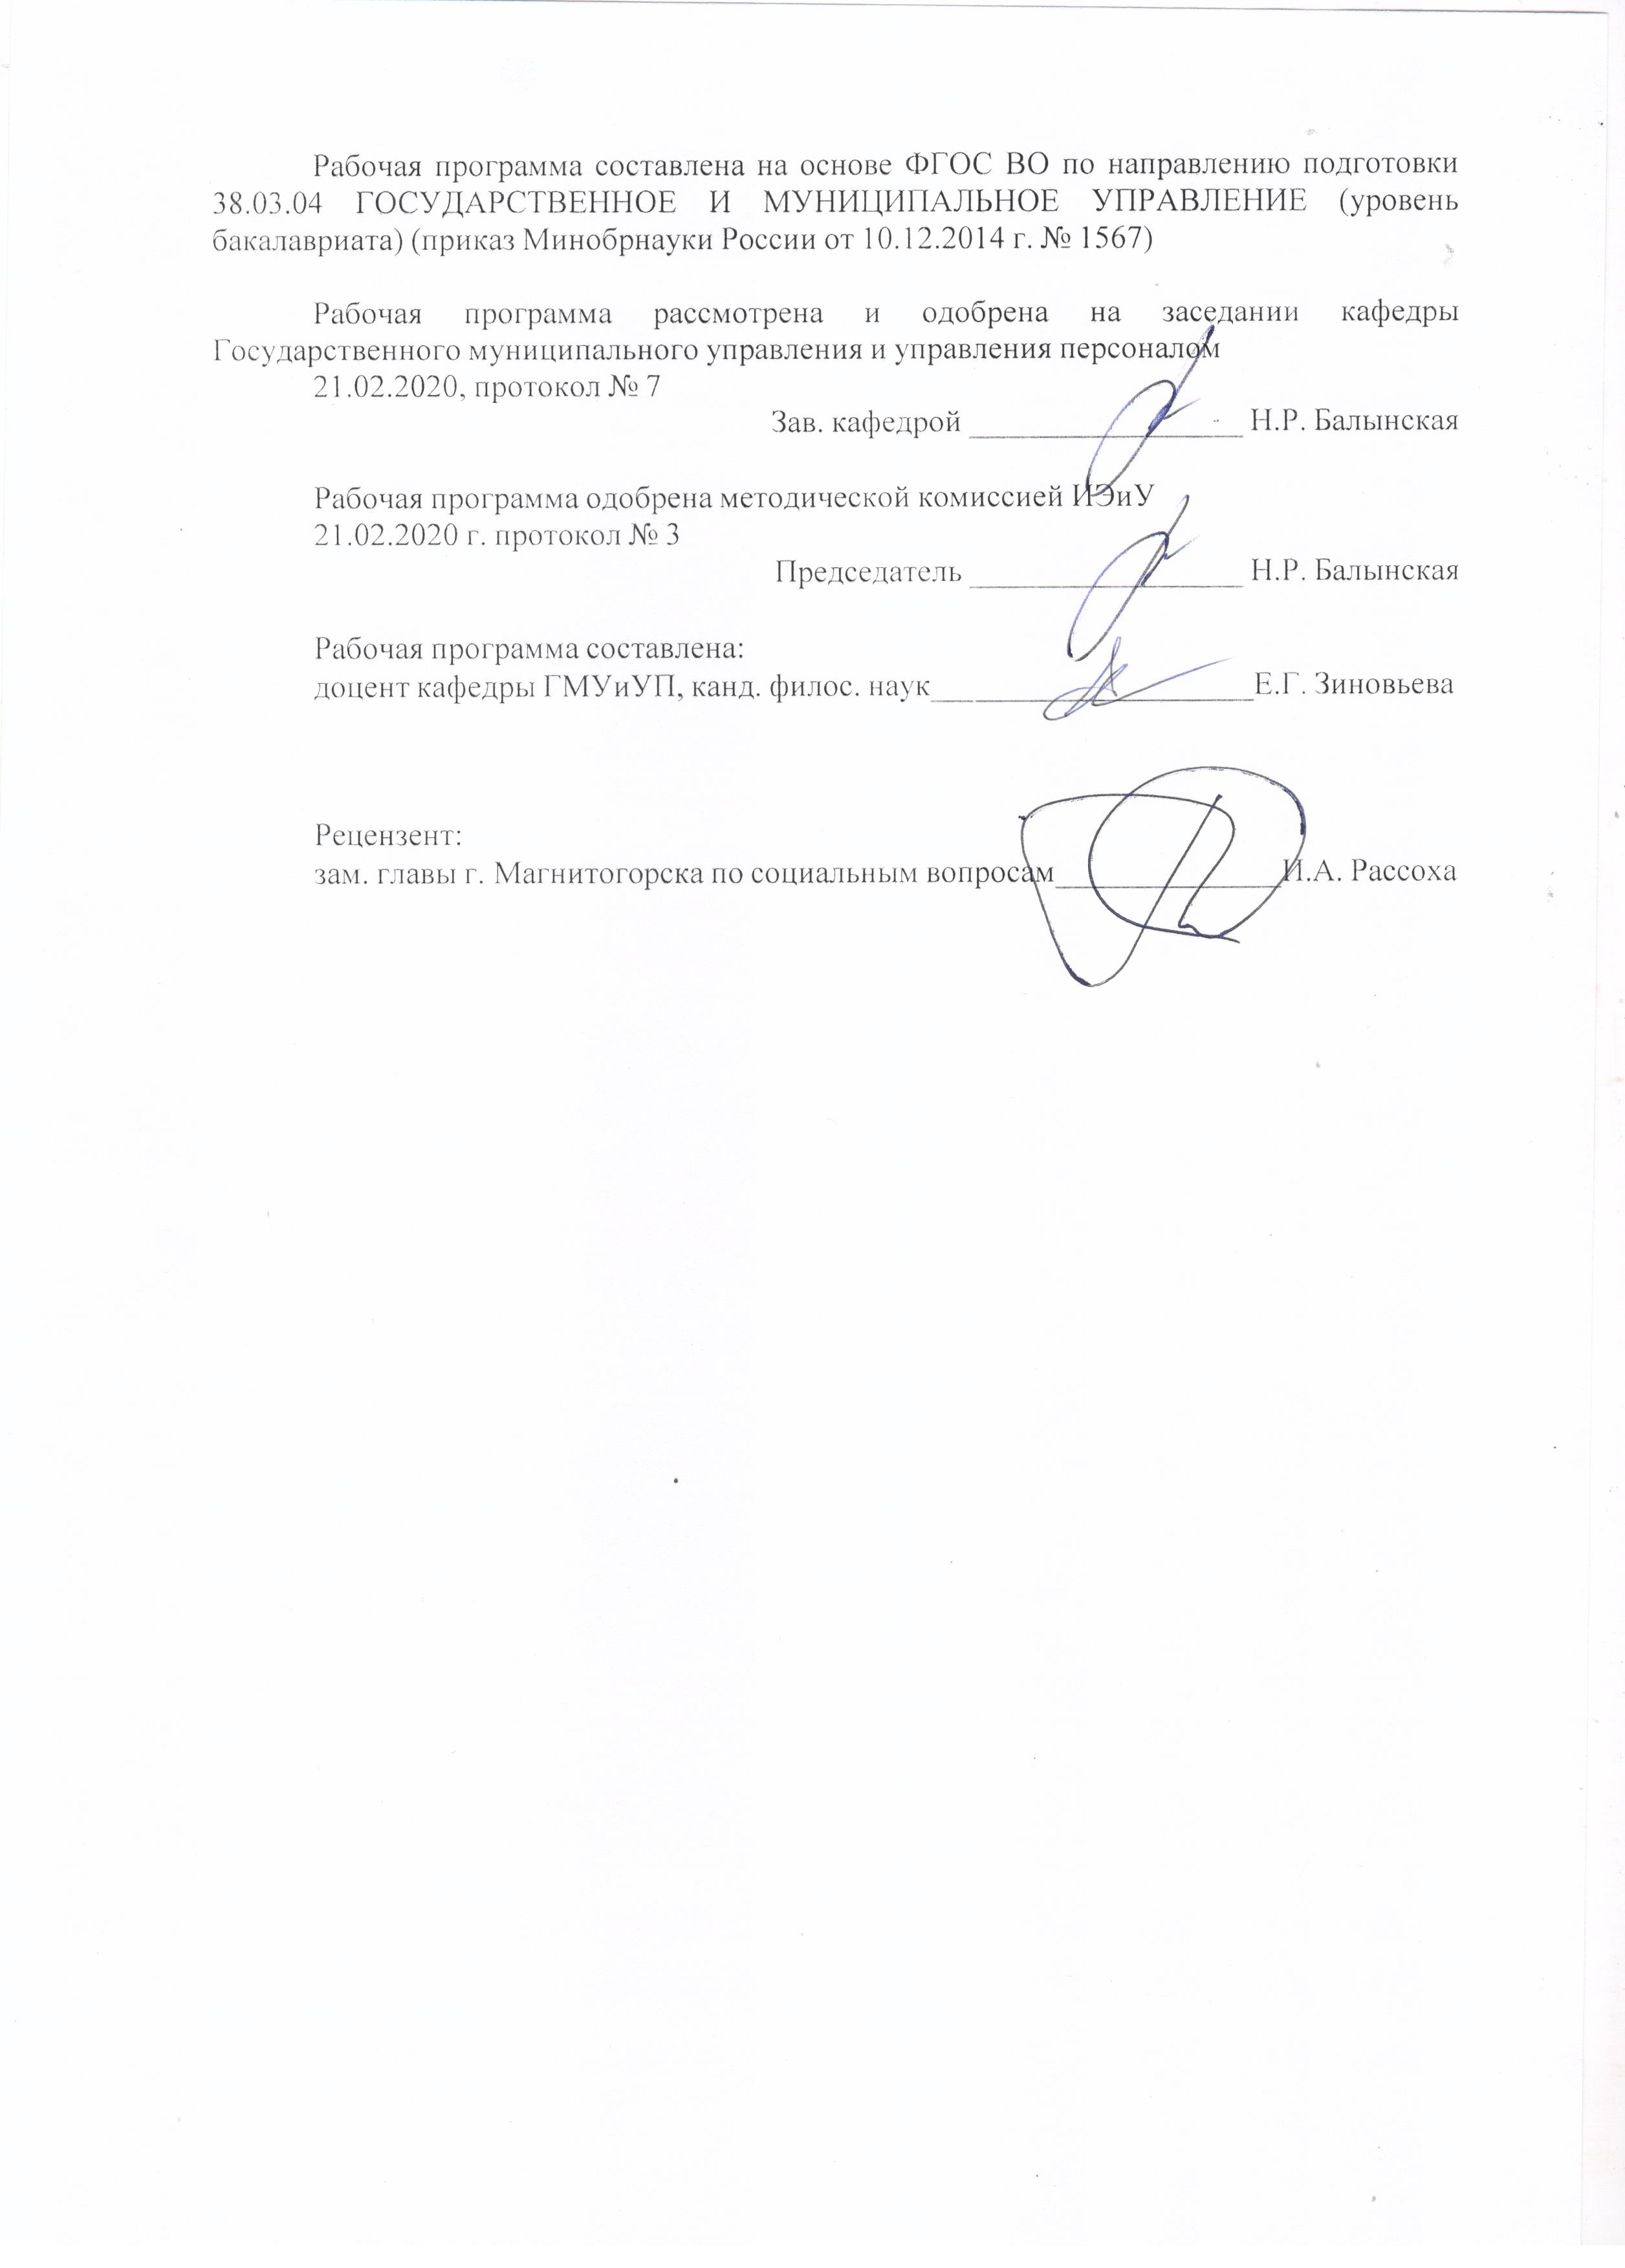 Рабочая программа составлена на основе ФГОС ВО по направлению подготовки
38.03.04 ГОСУДАРСТВЕННОЕ И МУНИЦИПАЛЬНОЕ УПРАВЛЕНИЕ (уровень
бакалавриата) (приказ Минобрнауки России от 10.12.2014 г. № 1567)
Рабочая программа рассмотрена и одобрена на заседании кафедры
Государственного муниципального управления и управления персоналом
21.02.2020, протокол № 7
Зав. кафедрой ___________________ Н.Р. Балынская
Рабочая программа одобрена методической комиссией ИЭиУ
21.02.2020 г. протокол № 3
Председатель ___________________ Н.Р. Балынская
Рабочая программа составлена:
доцент кафедры ГМУиУП, канд. филос. наук______________________Е.Г. Зиновьева
Рецензент:
зам. главы г. Магнитогорска по социальным вопросам________________И.А. Рассоха